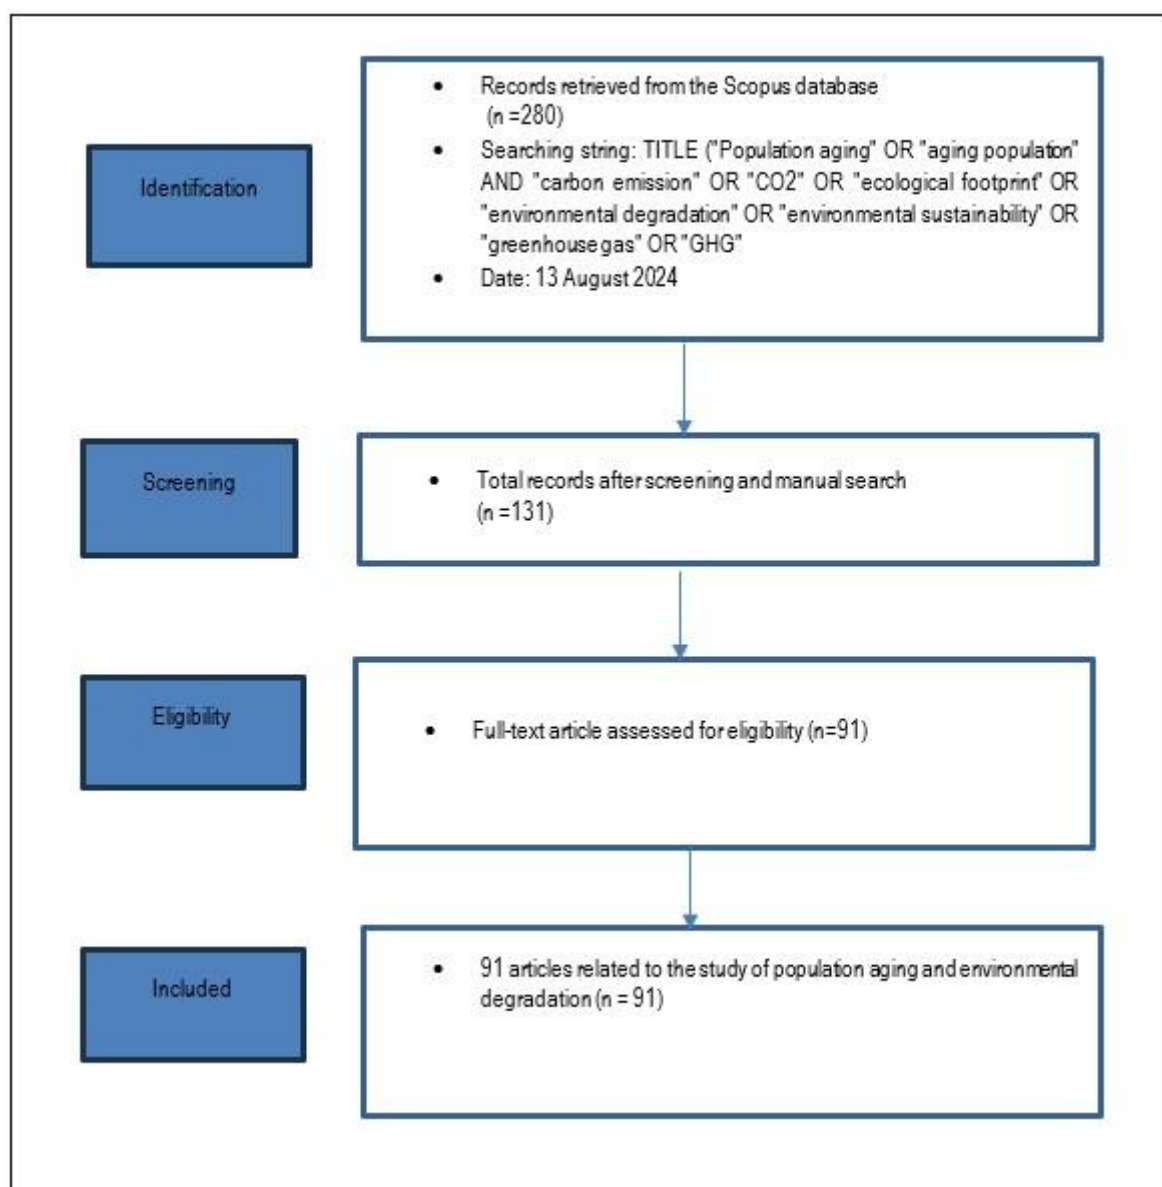 • Records retrieved from the Scopus database
(n =280)
Identification
• Searching string: TITLE ("Population aging" OR "aging population"
AND "carbon emission" OR "CO2" OR "ecological footprint" OR
"environmental degradation" OR "environmental sustainability" OR
"greenhouse gas" OR "GHG"
• Date: 13 August 2024
Screening
• Total records after screening and manual search
(n =131)
Eligibility
• Full-text article assessed for eligibility (n=91)
Included
• 91 articles related to the study of population aging and environmental
degradation (n = 91)